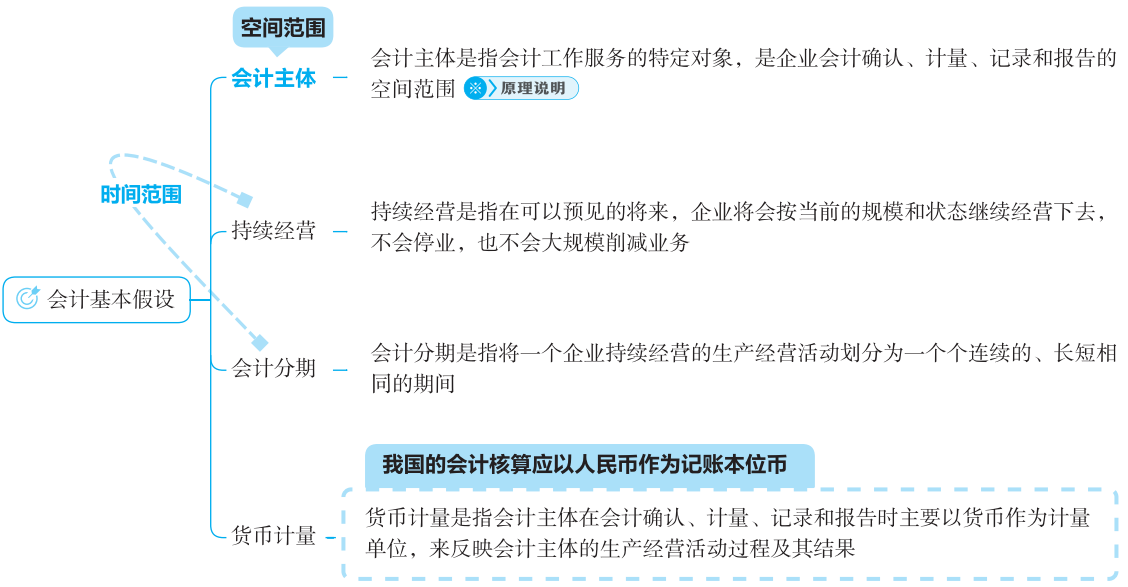 空间范围
会计主体
会计主体是指会计工作服务的特定对象，是企业会计确认、计量、记录和报告的
空间范围 ※ 原理说明
时间范围
持续经营
持续经营是指在可以预见的将来，企业将会按当前的规模和状态继续经营下去，
不会停业，也不会大规模削减业务
会计基本假设
会计分期
会计分期是指将一个企业持续经营的生产经营活动划分为一个个连续的、长短相
同的期间
我国的会计核算应以人民币作为记账本位币
货币计量
货币计量是指会计主体在会计确认、计量、记录和报告时主要以货币作为计量
单位，来反映会计主体的生产经营活动过程及其结果